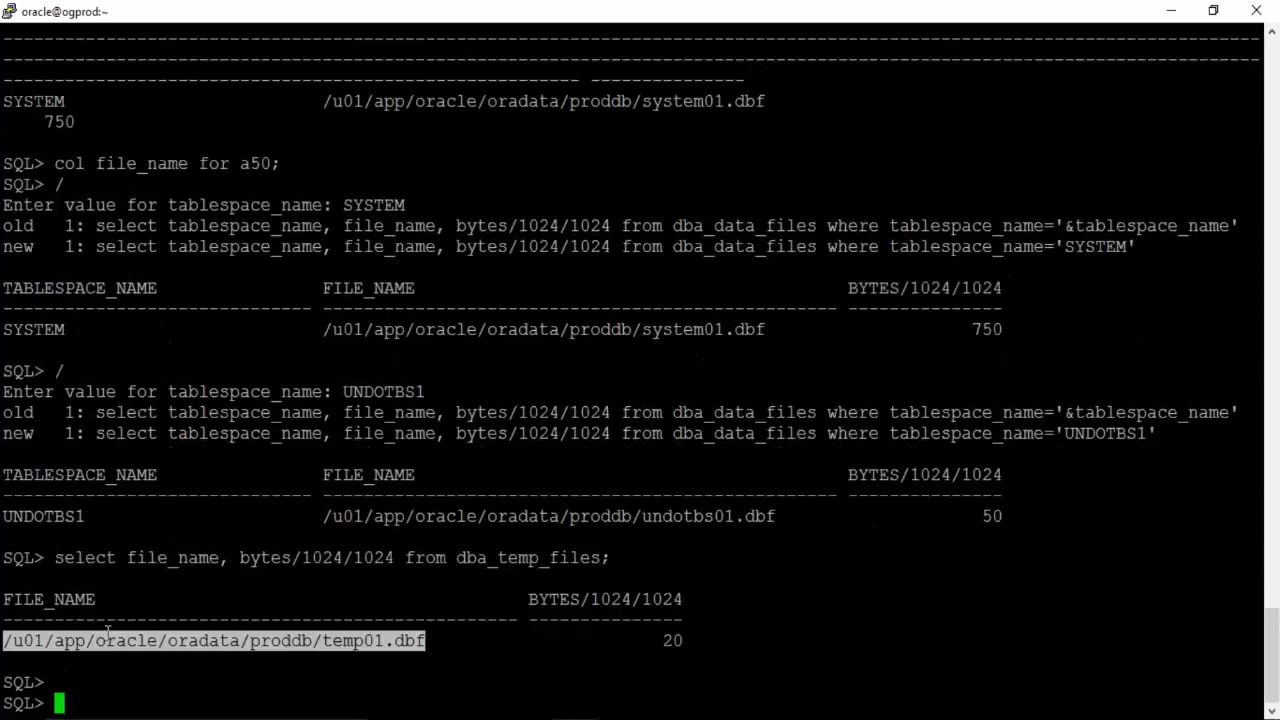 oracle@ogprod:~
--------------------------------------------------------------------------------------------------------------------------
--------------------------------------------------------------------------------------------------------------------------
-------------------------------------------------------- ---------------
SYSTEM                         /u01/app/oracle/oradata/proddb/system01.dbf
    750
SQL> col file_name for a50;
SQL> /
Enter value for tablespace_name: SYSTEM
old   1: select tablespace_name, file_name, bytes/1024/1024 from dba_data_files where tablespace_name='&tablespace_name'
new   1: select tablespace_name, file_name, bytes/1024/1024 from dba_data_files where tablespace_name='SYSTEM'
TABLESPACE_NAME                FILE_NAME                                          BYTES/1024/1024
------------------------------ -------------------------------------------------- ---------------
SYSTEM                         /u01/app/oracle/oradata/proddb/system01.dbf                    750
SQL> /
Enter value for tablespace_name: UNDOTBS1
old   1: select tablespace_name, file_name, bytes/1024/1024 from dba_data_files where tablespace_name='&tablespace_name'
new   1: select tablespace_name, file_name, bytes/1024/1024 from dba_data_files where tablespace_name='UNDOTBS1'
TABLESPACE_NAME                FILE_NAME                                          BYTES/1024/1024
------------------------------ -------------------------------------------------- ---------------
UNDOTBS1                       /u01/app/oracle/oradata/proddb/undotbs01.dbf                    50
SQL> select file_name, bytes/1024/1024 from dba_temp_files;
FILE_NAME                                          BYTES/1024/1024
-------------------------------------------------- ---------------
/u01/app/oracle/oradata/proddb/temp01.dbf                       20
SQL>
SQL>